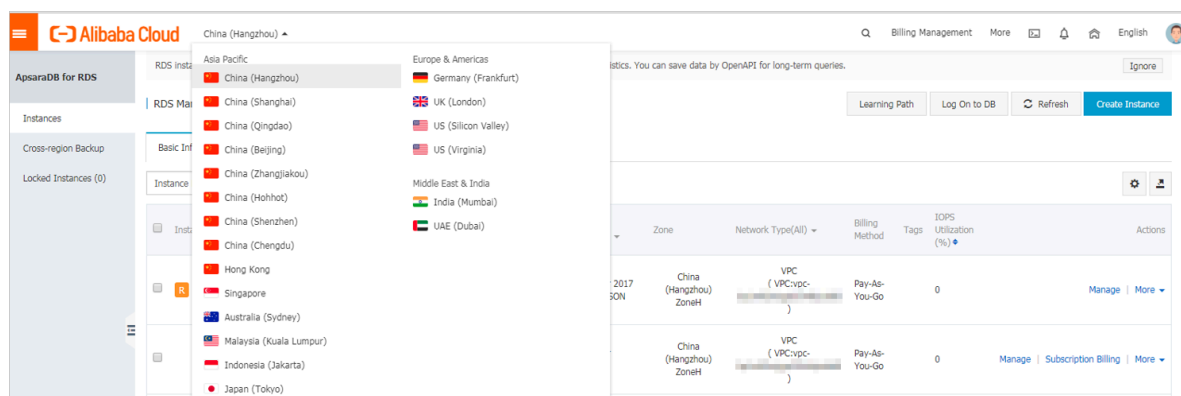 Alibaba Cloud
China (Hangzhou)
Billing Management
More
English
ApsaraDB for RDS
Instances
Cross-region Backup
Locked Instances (0)
RDS insta
istics. You can save data by OpenAPI for long-term queries.
Ignore
RDS Mar
Learning Path
Log On to DB
Refresh
Create Instance
Basic Inf
Instance
Asia Pacific
China (Hangzhou)
China (Shanghai)
China (Qingdao)
China (Beijing)
China (Zhangjiakou)
China (Hohhot)
China (Shenzhen)
China (Chengdu)
Hong Kong
Singapore
Australia (Sydney)
Malaysia (Kuala Lumpur)
Indonesia (Jakarta)
Japan (Tokyo)
Europe & Americas
Germany (Frankfurt)
UK (London)
US (Silicon Valley)
US (Virginia)
Middle East & India
India (Mumbai)
UAE (Dubai)
Insta
Zone
Network Type(All)
Billing
Method
Tags
IOPS
Utilization
(%)
Actions
R
2017
SON
China
(Hangzhou)
ZoneH
VPC
( VPC:vpc-
)
Pay-As-
You-Go
0
Manage | More
China
(Hangzhou)
ZoneH
VPC
( VPC:vpc-
)
Pay-As-
You-Go
0
Manage | Subscription Billing | More